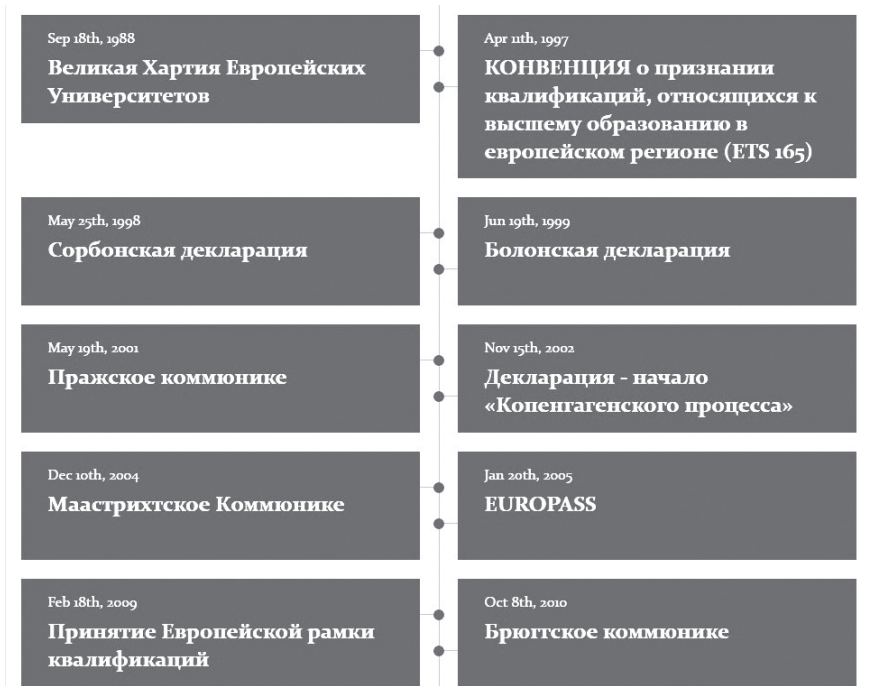 Sep 18th, 1988
Великая Хартия Европейских
Университетов
Apr 11th, 1997
КОНВЕНЦИЯ о признании
квалификаций, относящихся к
высшему образованию в
европейском регионе (ETS 165)
May 25th, 1998
Сорбонская декларация
Jun 19th, 1999
Болонская декларация
May 19th, 2001
Пражское коммюнике
Nov 15th, 2002
Декларация - начало
«Копенгагенского процесса»
Dec 10th, 2004
Маастрихтское Коммюнике
Jan 20th, 2005
EUROPASS
Feb 18th, 2009
Принятие Европейской рамки
квалификаций
Oct 8th, 2010
Брюггское коммюнике